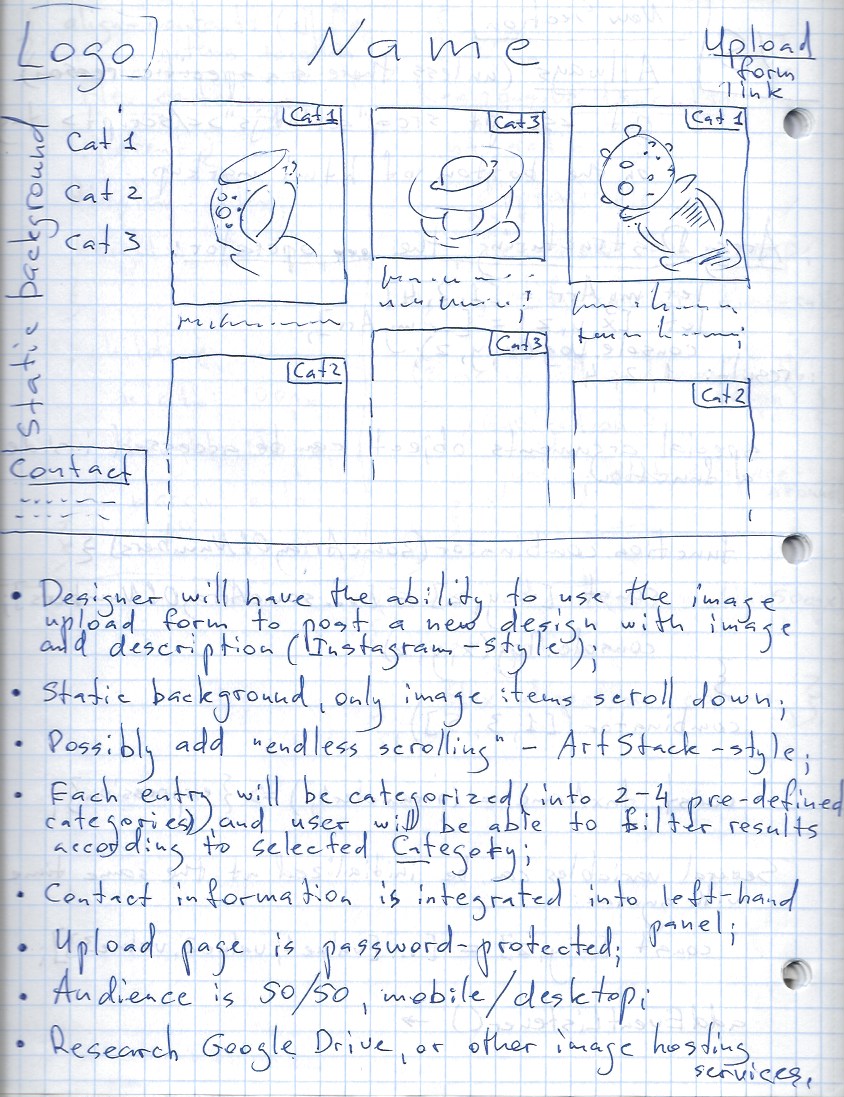 Logo
Name
Upload
form
link
Static background
Cat 1
Cat 2
Cat 3
Cat 1
Cat 3
Cat 1
Cat 2
Cat 3
Cat 2
Contact
• Designer will have the ability to use the image
upload form to post a new design with image
and description (Instagram-style);
• Static background, only image items scroll down;
• Possibly add "endless scrolling" - ArtStack-style;
• Each entry will be categorized (into 2-4 pre-defined
categories) and user will be able to filter results
according to selected Category;
• Contact information is integrated into left-hand
panel;
• Upload page is password-protected;
• Audience is 50/50, mobile/desktop;
• Research Google Drive, or other image hosting
services.